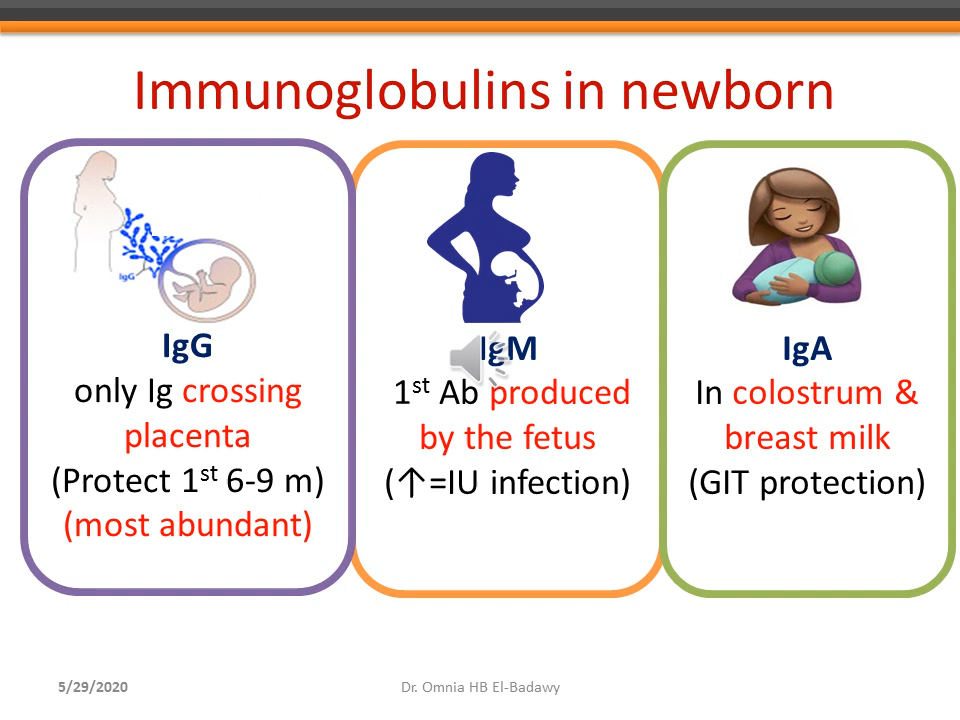 Immunoglobulins in newborn
IgG
IgG
only Ig crossing
placenta
(Protect 1st 6-9 m)
(most abundant)
IgM
1st Ab produced
by the fetus
(↑=IU infection)
IgA
In colostrum &
breast milk
(GIT protection)
5/29/2020
Dr. Omnia HB El-Badawy